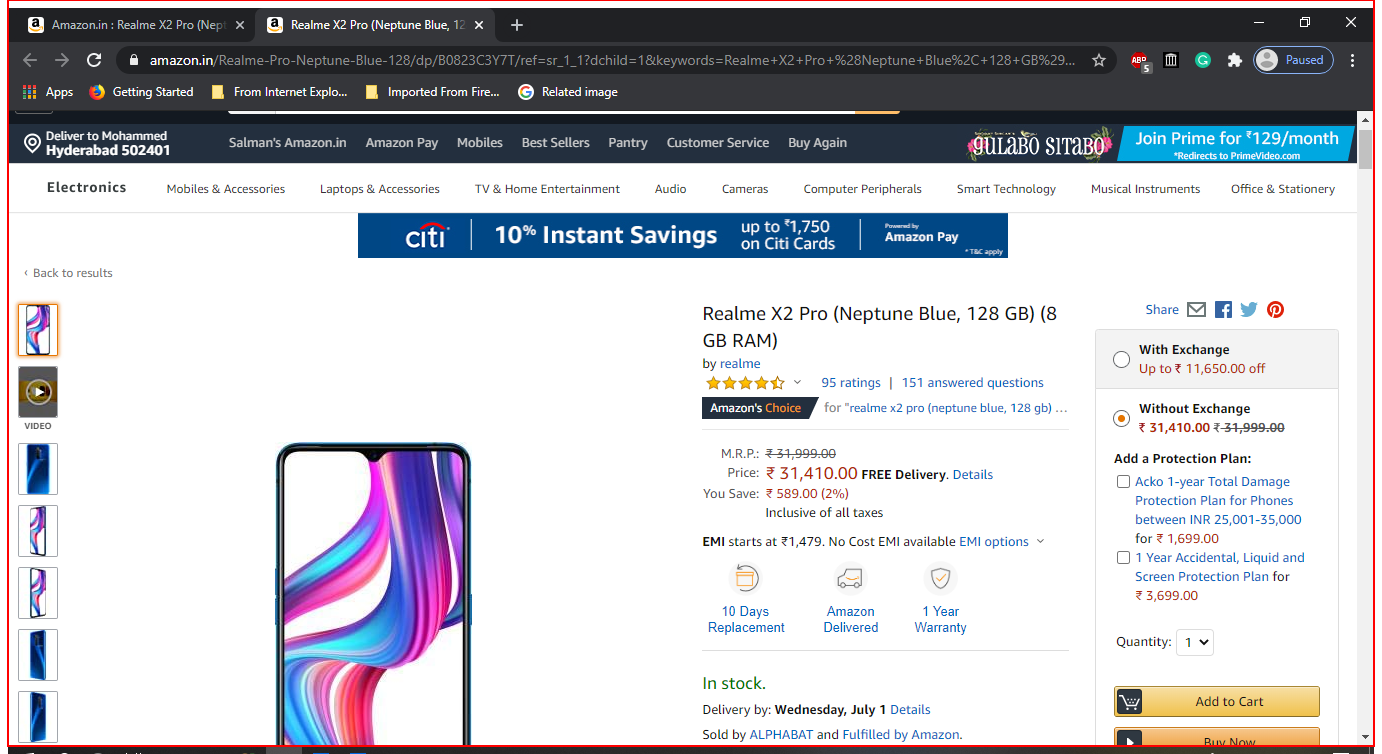 Amazon.in : Realme X2 Pro (Nept
Realme X2 Pro (Neptune Blue, 12
amazon.in/Realme-Pro-Neptune-Blue-128/dp/B0823C3Y7T/ref=sr_1_1?dchild=1&keywords=Realme+X2+Pro+%28Neptune+Blue%2C+128+GB%29...
ABP
5
Paused
Apps
Getting Started
From Internet Explo...
Imported From Fire...
Related image
Deliver to Mohammed
Hyderabad 502401
Salman's Amazon.in
Amazon Pay
Mobiles
Best Sellers
Pantry
Customer Service
Buy Again
GULABO SITABO
Join Prime for ₹129/month
*Redirects to PrimeVideo.com
Electronics
Mobiles & Accessories
Laptops & Accessories
TV & Home Entertainment
Audio
Cameras
Computer Peripherals
Smart Technology
Musical Instruments
Office & Stationery
citi
10% Instant Savings
up to ₹1,750
on Citi Cards
Powered by
Amazon Pay
*T&C apply
‹ Back to results
VIDEO
Realme X2 Pro (Neptune Blue, 128 GB) (8
GB RAM)
by realme
95 ratings | 151 answered questions
Amazon's Choice for "realme x2 pro (neptune blue, 128 gb) ...
M.R.P.: ₹ 31,999.00
Price: ₹ 31,410.00 FREE Delivery. Details
You Save: ₹ 589.00 (2%)
Inclusive of all taxes
EMI starts at ₹1,479. No Cost EMI available EMI options
10 Days
Replacement
Amazon
Delivered
1 Year
Warranty
In stock.
Delivery by: Wednesday, July 1 Details
Sold by ALPHABAT and Fulfilled by Amazon.
Share
With Exchange
Up to ₹ 11,650.00 off
Without Exchange
₹ 31,410.00 ₹ 31,999.00
Add a Protection Plan:
Acko 1-year Total Damage
Protection Plan for Phones
between INR 25,001-35,000
for ₹ 1,699.00
1 Year Accidental, Liquid and
Screen Protection Plan for
₹ 3,699.00
Quantity: 1
Add to Cart
Buy Now